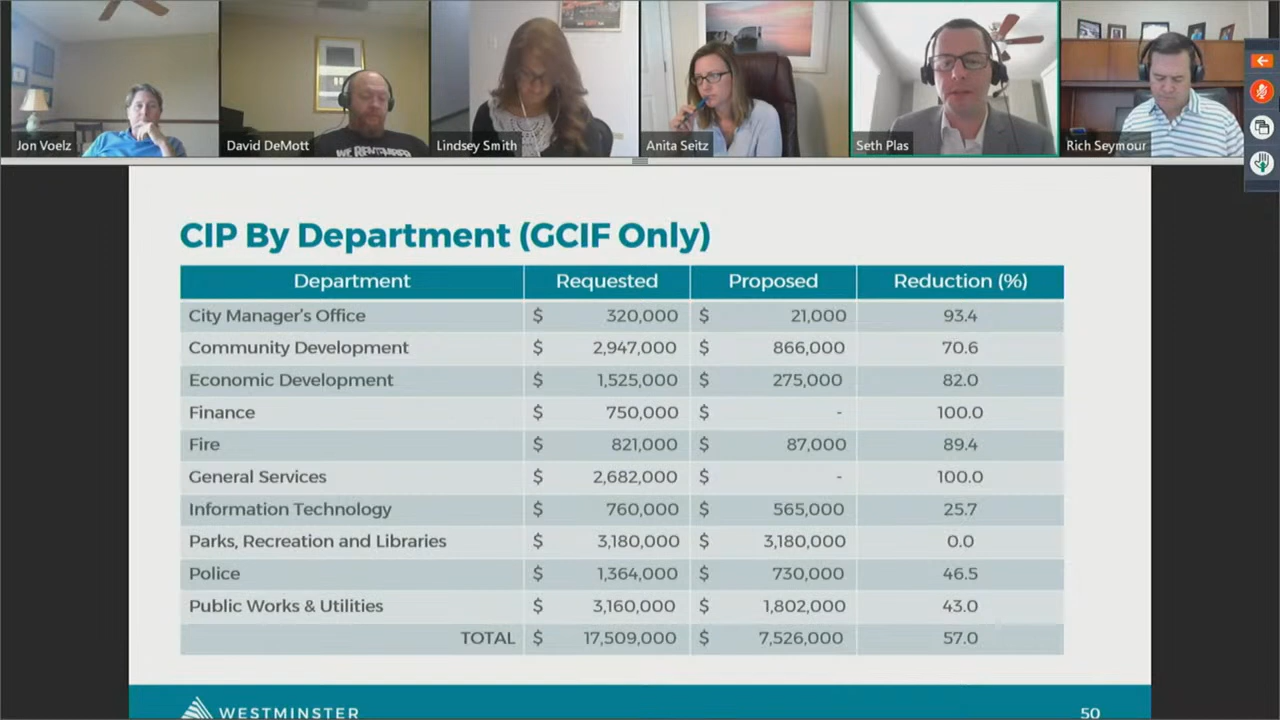 Jon Voelz
David DeMott
Lindsey Smith
Anita Seitz
Seth Plas
Rich Seymour
CIP By Department (GCIF Only)
Department Requested Proposed Reduction (%)
City Manager's Office $ 320,000 $ 21,000 93.4
Community Development $ 2,947,000 $ 866,000 70.6
Economic Development $ 1,525,000 $ 275,000 82.0
Finance $ 750,000 $ - 100.0
Fire $ 821,000 $ 87,000 89.4
General Services $ 2,682,000 $ - 100.0
Information Technology $ 760,000 $ 565,000 25.7
Parks, Recreation and Libraries $ 3,180,000 $ 3,180,000 0.0
Police $ 1,364,000 $ 730,000 46.5
Public Works & Utilities $ 3,160,000 $ 1,802,000 43.0
TOTAL $ 17,509,000 $ 7,526,000 57.0
WESTMINSTER 50